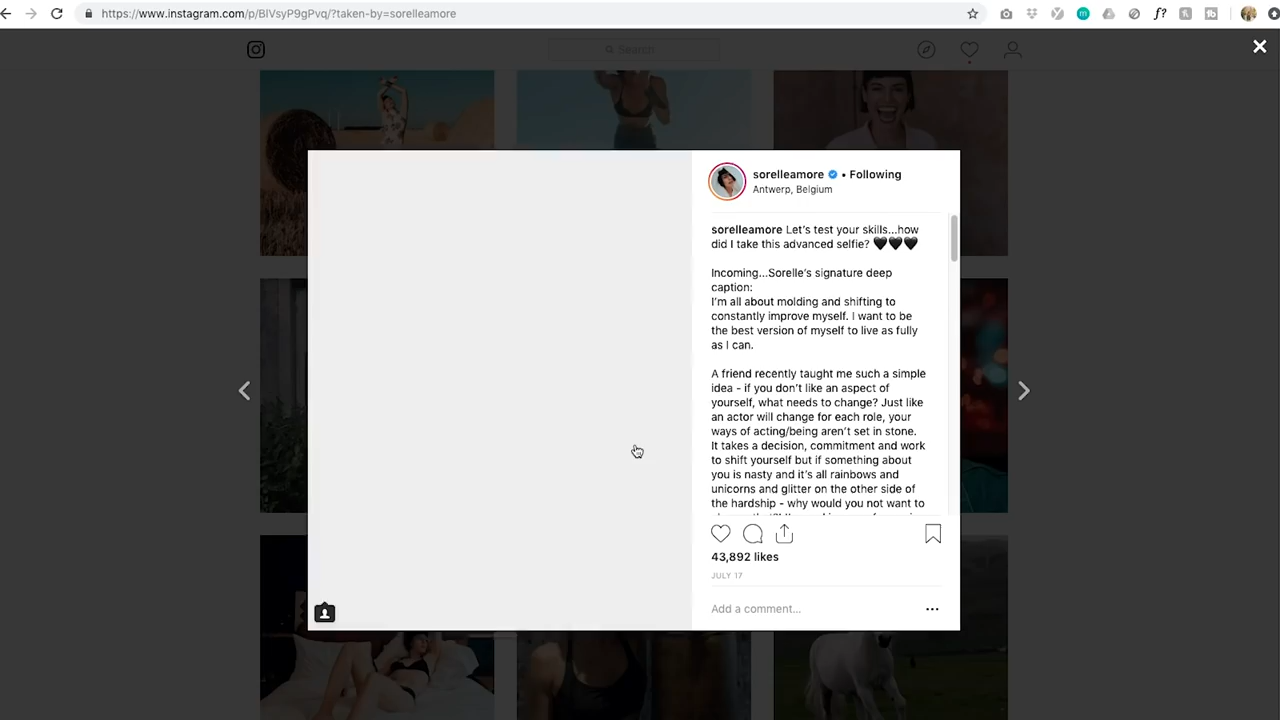 https://www.instagram.com/p/BlVsyP9gPvq/?taken-by=sorelleamore
Search
sorelleamore • Following
Antwerp, Belgium
sorelleamore Let's test your skills...how
did I take this advanced selfie? 🖤🖤🖤
Incoming...Sorelle's signature deep
caption:
I'm all about molding and shifting to
constantly improve myself. I want to be
the best version of myself to live as fully
as I can.
A friend recently taught me such a simple
idea - if you don't like an aspect of
yourself, what needs to change? Just like
an actor will change for each role, your
ways of acting/being aren't set in stone.
It takes a decision, commitment and work
to shift yourself but if something about
you is nasty and it's all rainbows and
unicorns and glitter on the other side of
the hardship - why would you not want to
43,892 likes
JULY 17
Add a comment...